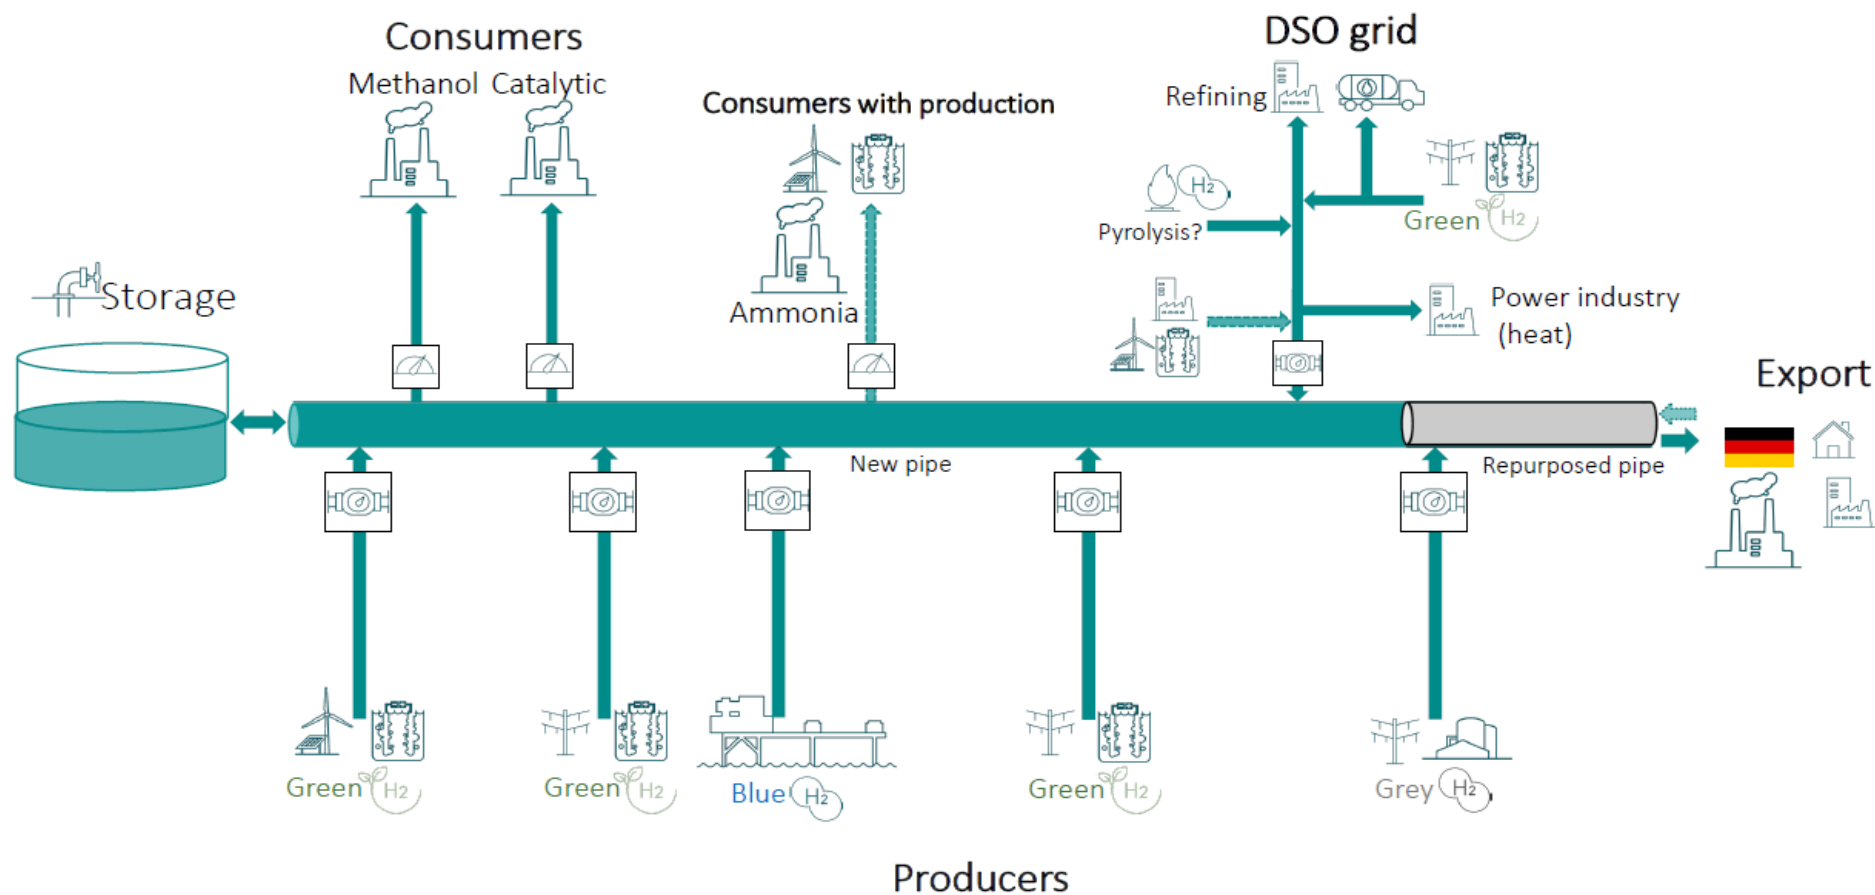 Consumers
Methanol Catalytic
Consumers with production
DSO grid
Refining
H2
Pyrolysis?
Green H2
Ammonia
Storage
Power industry
(heat)
Export
New pipe
Repurposed pipe
Green H2
Green H2
Blue H2
Green H2
Grey H2
Producers